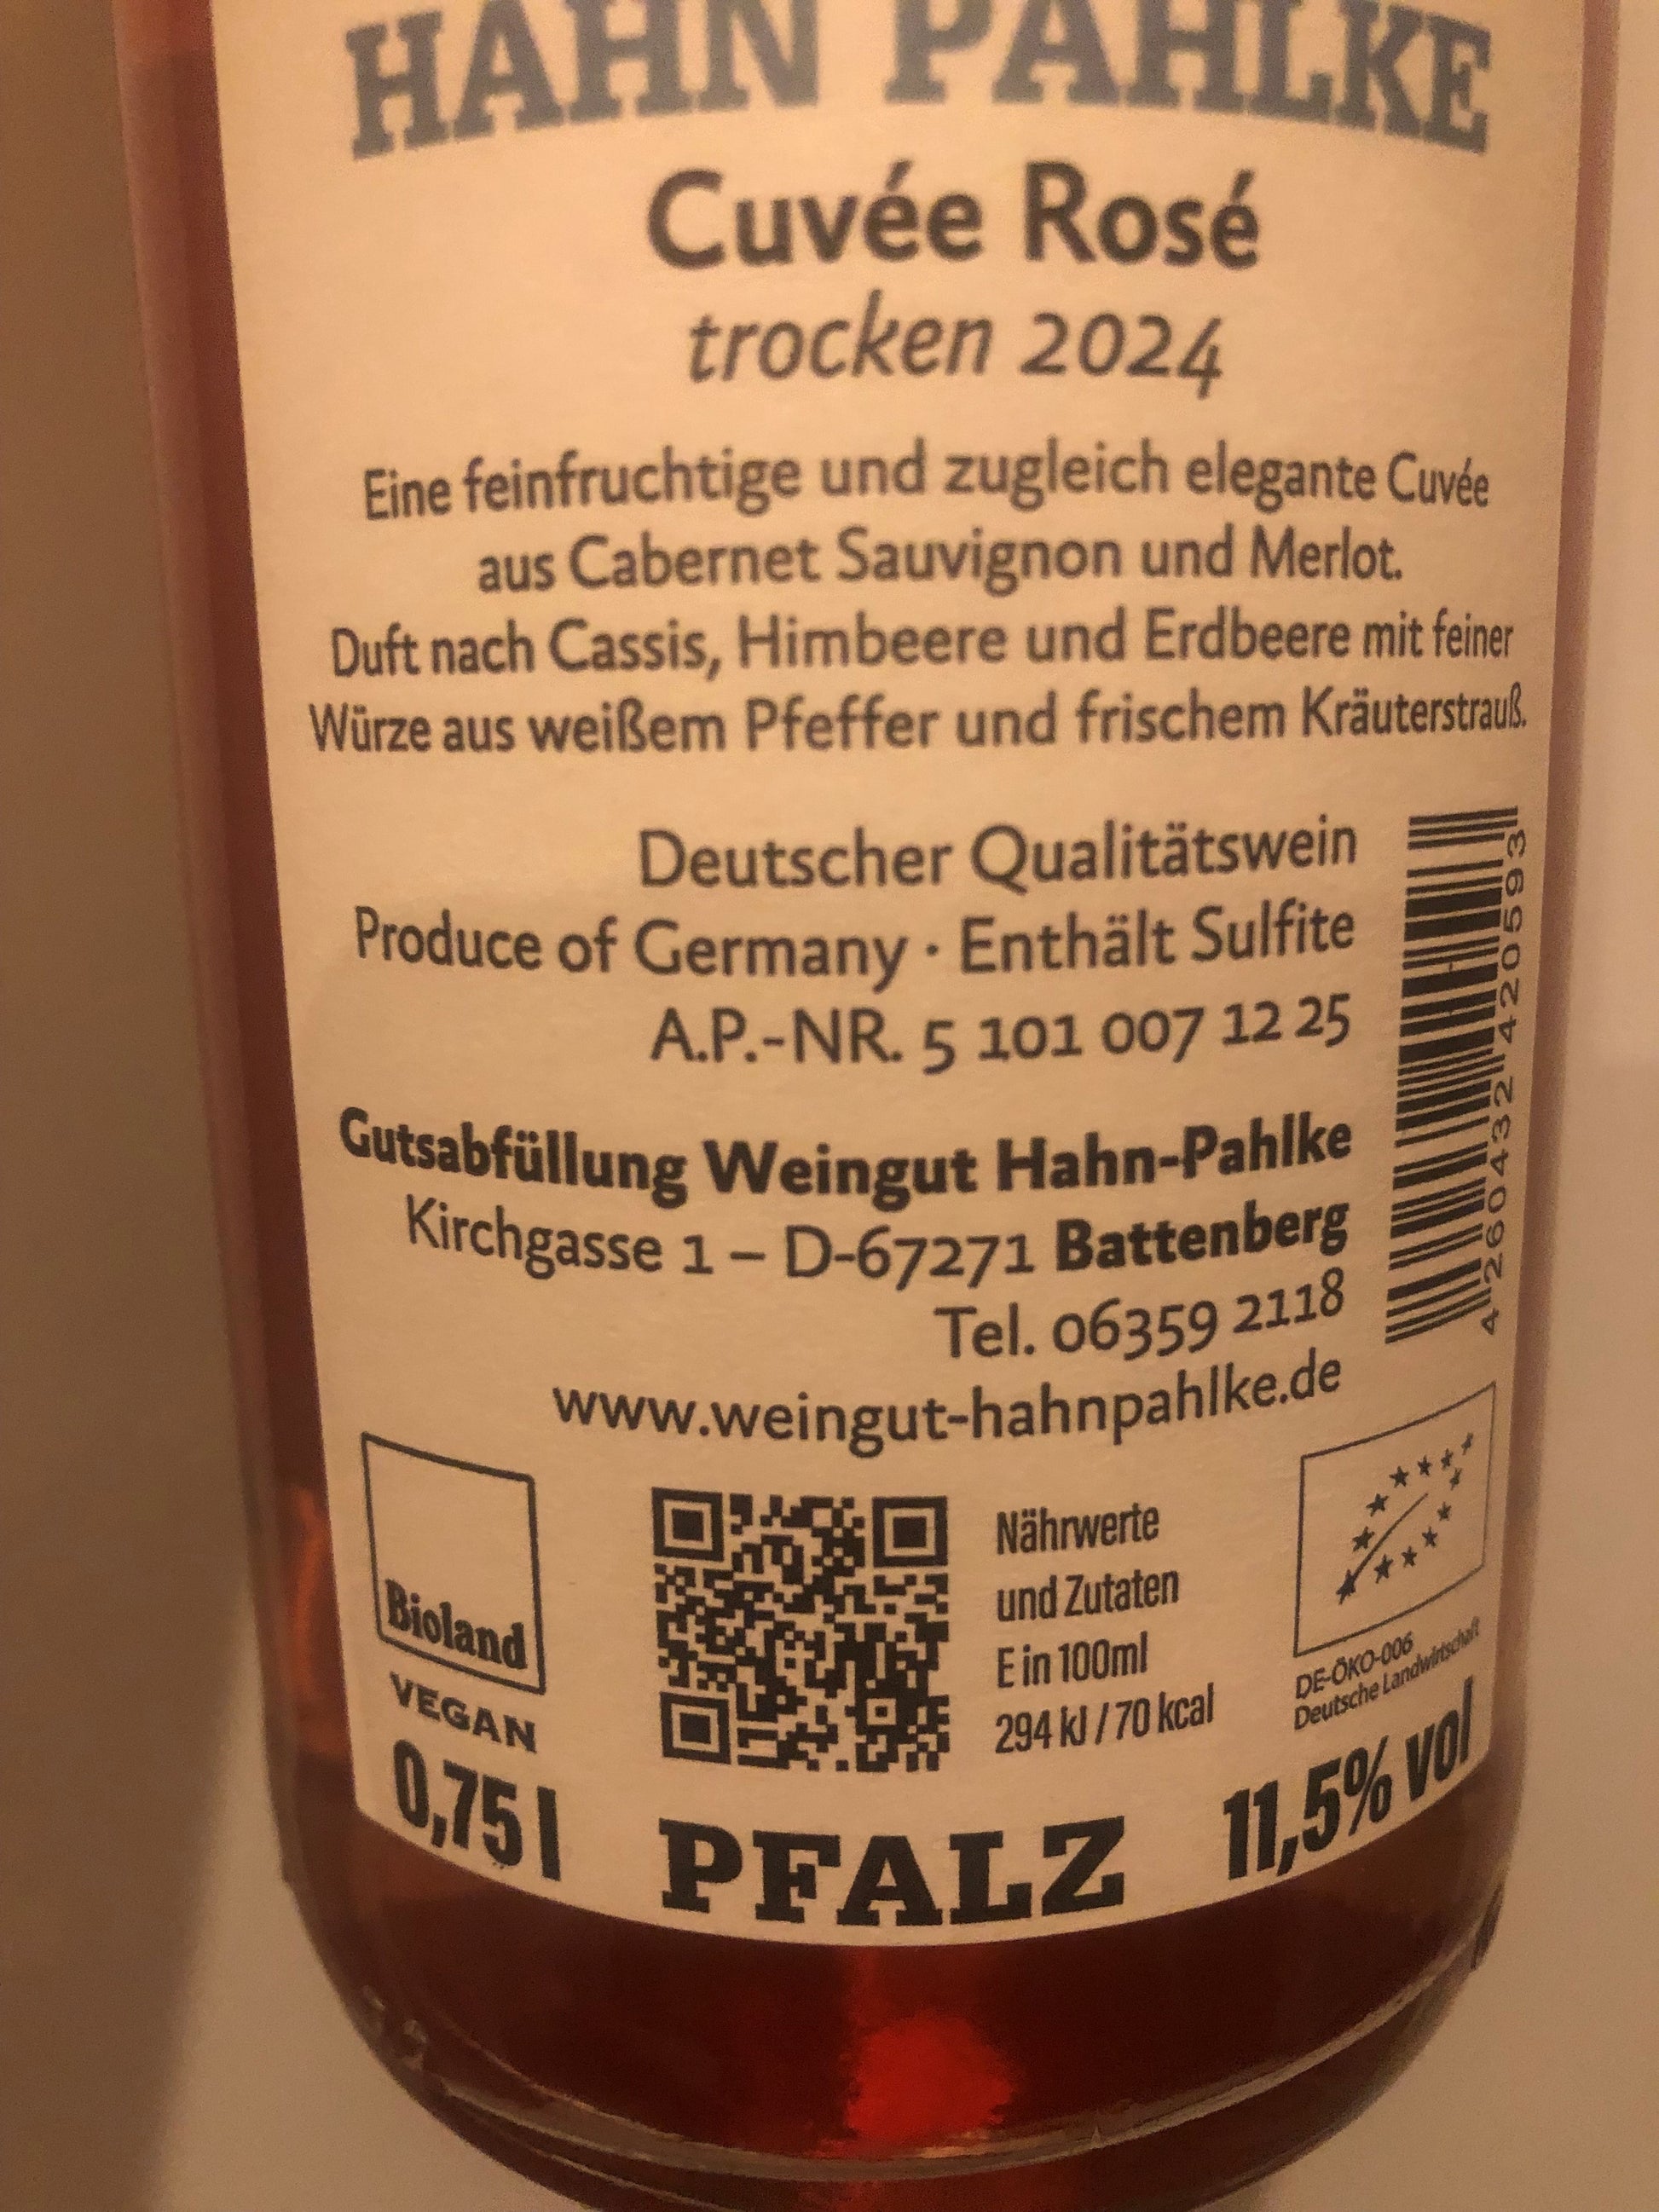 HAHN PAHLKE
Cuvée Rosé
trocken 2024
Eine feinfruchtige und zugleich elegante Cuvée
aus Cabernet Sauvignon und Merlot.
Duft nach Cassis, Himbeere und Erdbeere mit feiner
Würze aus weißem Pfeffer und frischem Kräuterstrauß.
Deutscher Qualitätswein
Produce of Germany · Enthält Sulfite
A.P.-NR. 5 101 007 12 25
4 260432 420593
Gutsabfüllung Weingut Hahn-Pahlke
Kirchgasse 1 – D-67271 Battenberg
Tel. 06359 2118
www.weingut-hahnpahlke.de
Bioland
VEGAN
Nährwerte
und Zutaten
E in 100ml
294 kJ / 70 kcal
DE-ÖKO-006
Deutsche Landwirtschaft
0,75 l
PFALZ
11,5% vol